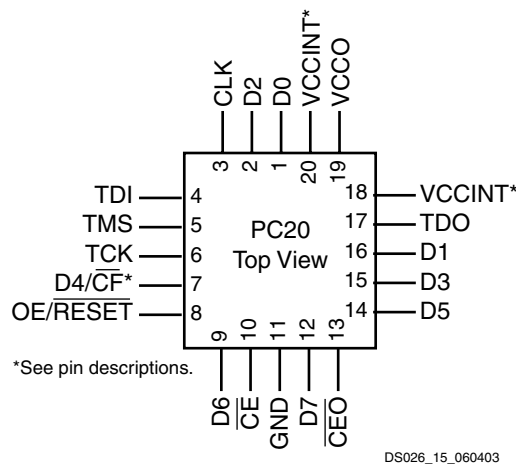 CLK
D2
D0
VCCINT*
VCCO
3
2
1
20
19
TDI 4
TMS 5
TCK 6
D4/CF* 7
OE/RESET 8
PC20
Top View
18 VCCINT*
17 TDO
16 D1
15 D3
14 D5
9
10
11
12
13
D6
CE
GND
D7
CEO
*See pin descriptions.
DS026_15_060403